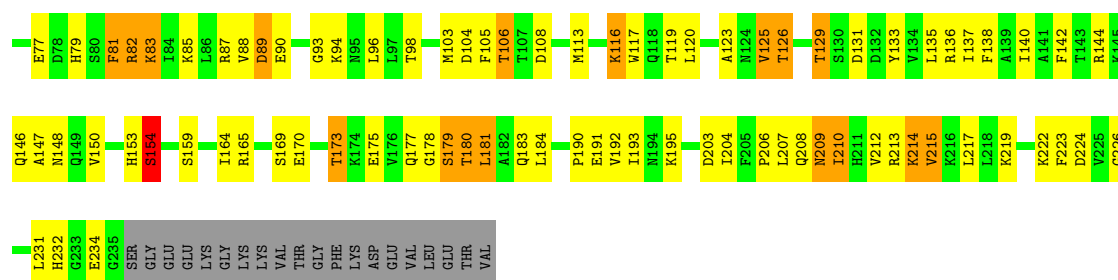 E77 D78 H79 S80 F81 R82 K83 I84 K85 L86 R87 V88 D89 E90 G93 K94 N95 L96 L97 T98 M103 D104 F105 T106 T107 D108 M113 K116 W117 Q118 T119 L120 A123 N124 V125 T126 T129 S130 D131 D132 Y133 V134 L135 R136 I137 F138 A139 I140 A141 F142 T143 R144 K145
Q146 A147 N148 Q149 V150 H153 S154 S159 I164 R165 S169 E170 T173 K174 E175 V176 Q177 G178 S179 T180 L181 A182 Q183 L184 P190 E191 V192 I193 N194 K195 D203 I204 F205 P206 L207 Q208 N209 I210 H211 V212 R213 K214 V215 K216 L217 L218 K219 K222 F223 D224 V225 G226
L231 H232 G233 E234 G235 SER GLY GLU GLU LYS GLY LYS LYS VAL THR GLY PHE LYS ASP GLU VAL LEU GLU THR VAL